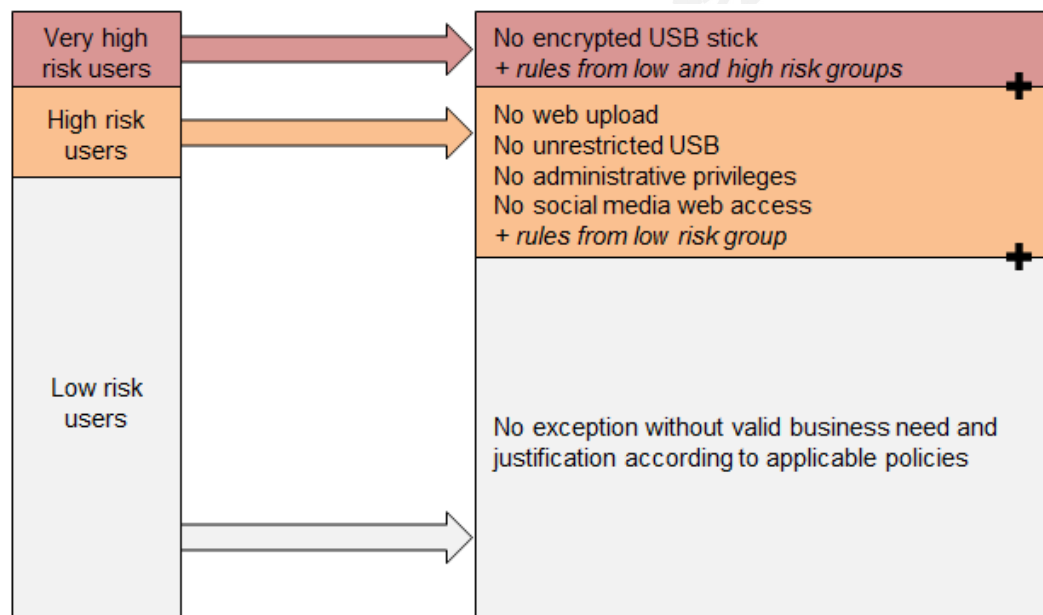 Very high
risk users
No encrypted USB stick
+ rules from low and high risk groups
High risk
users
No web upload
No unrestricted USB
No administrative privileges
No social media web access
+ rules from low risk group
Low risk
users
No exception without valid business need and
justification according to applicable policies